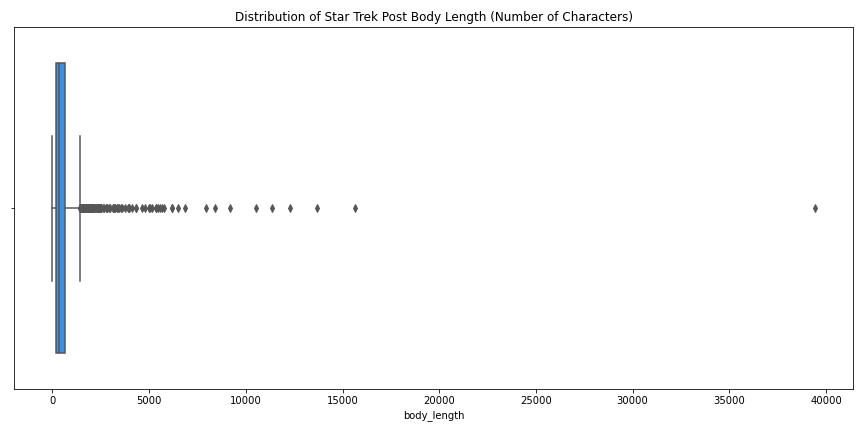 Distribution of Star Trek Post Body Length (Number of Characters)
0 5000 10000 15000 20000 25000 30000 35000 40000
body_length